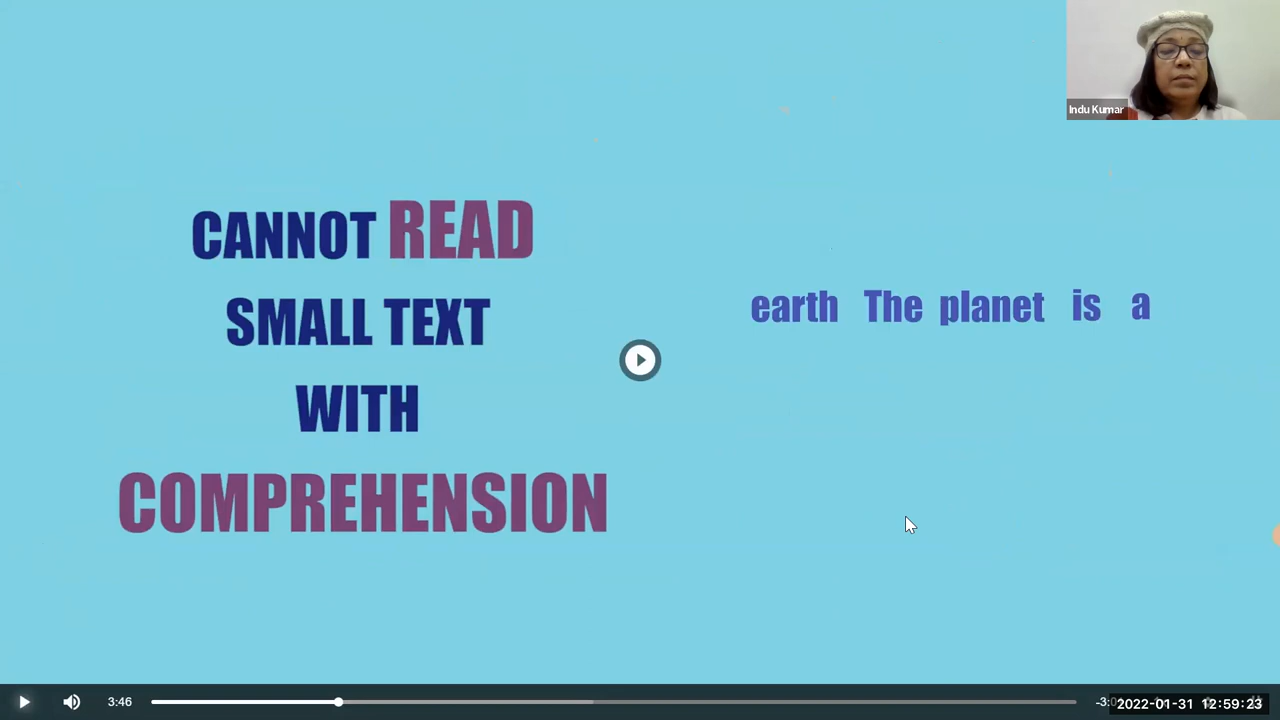 Indu Kumar
CANNOT READ
SMALL TEXT
WITH
COMPREHENSION
earth The planet is a
3:46
2022-01-31 12:59:23